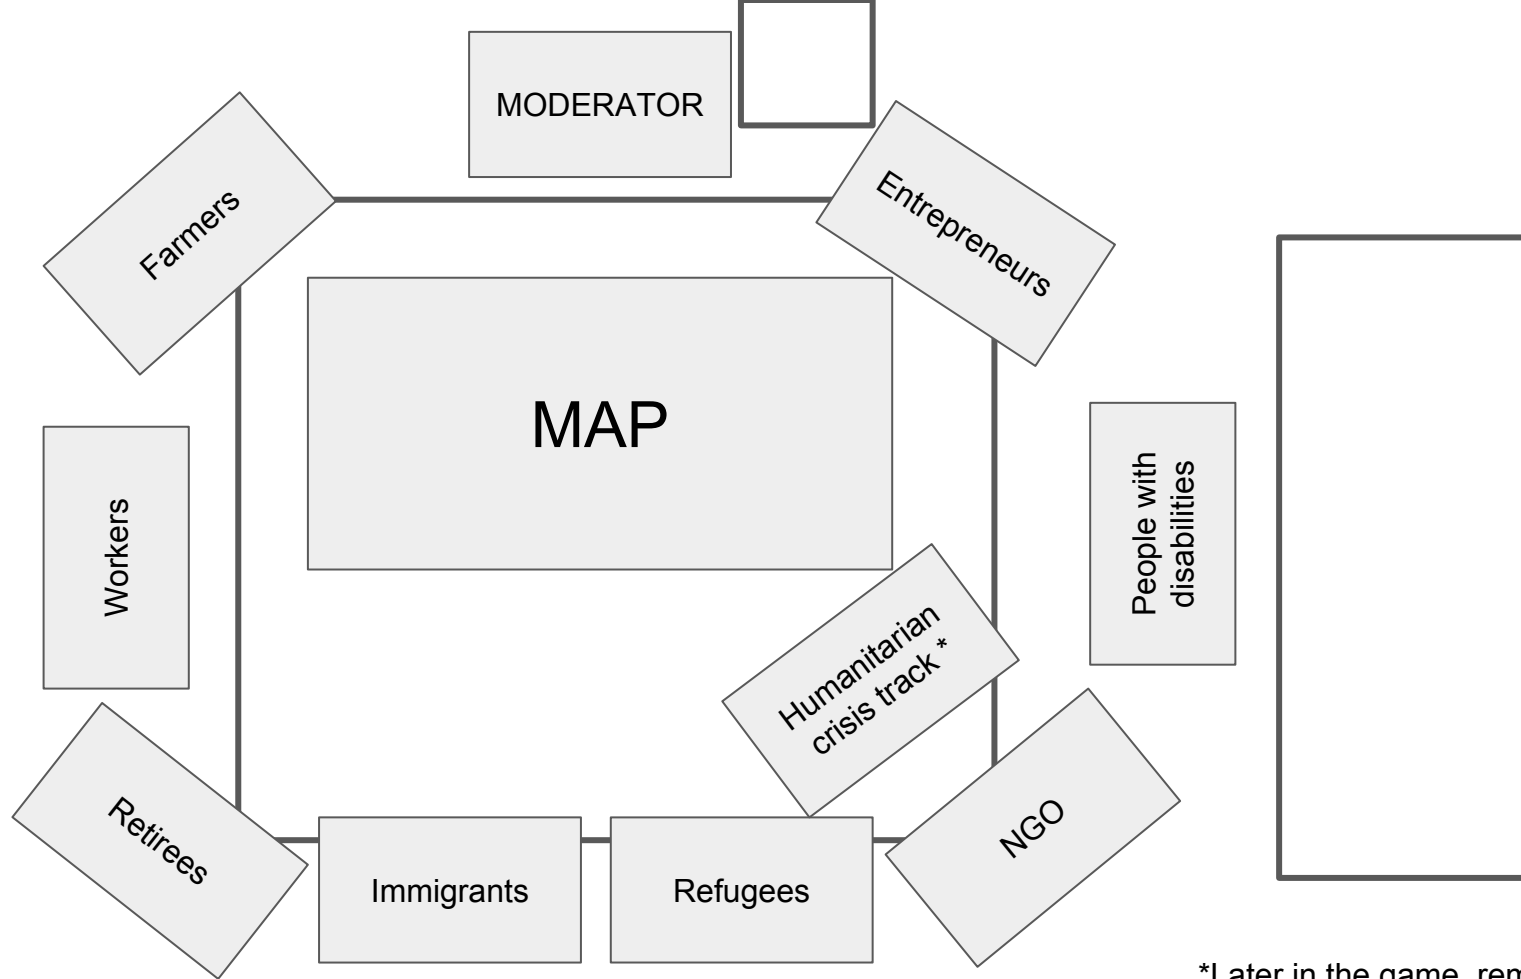 MODERATOR
Farmers
Entrepreneurs
MAP
Workers
People with
disabilities
Humanitarian
crisis track *
Retirees
NGO
Immigrants
Refugees
*Later in the game,